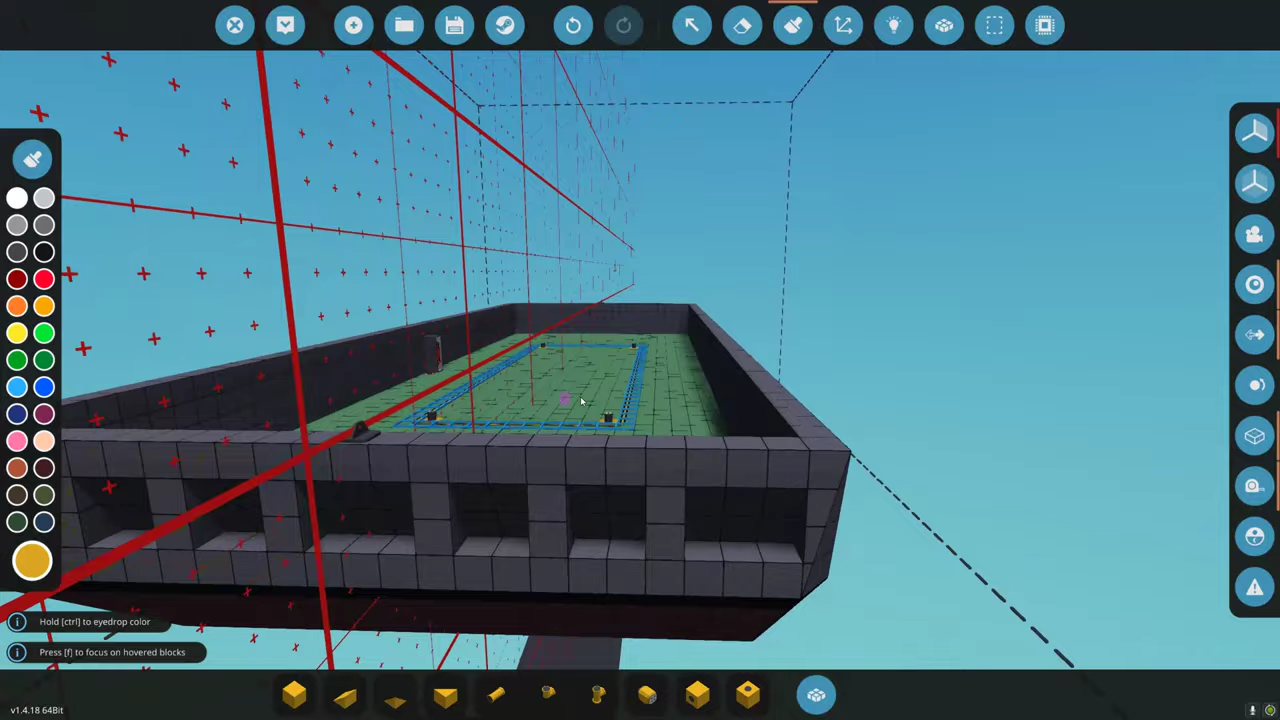 Hold [ctrl] to eyedrop color
Press [f] to focus on hovered blocks
v1.4.18 64Bit